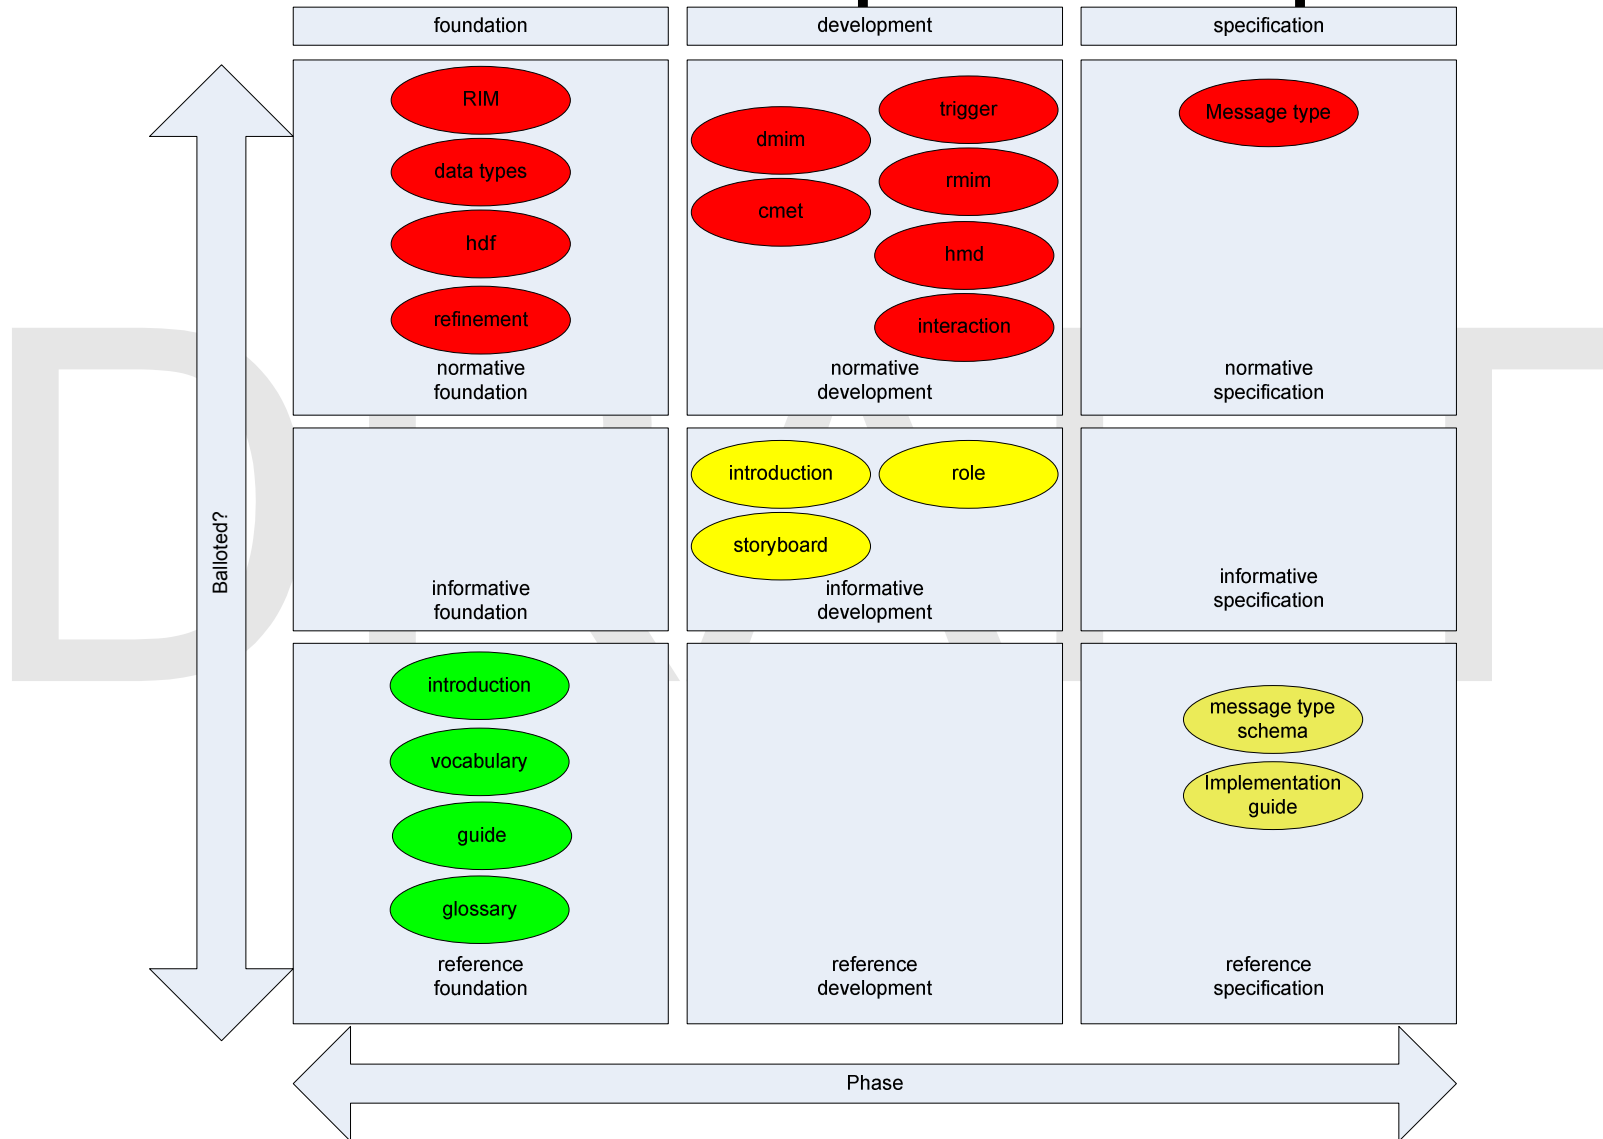 foundation
development
specification
RIM
data types
hdf
refinement
normative
foundation
dmim
cmet
trigger
rmim
hmd
interaction
normative
development
Message type
normative
specification
informative
foundation
introduction
role
storyboard
informative
development
informative
specification
introduction
vocabulary
guide
glossary
reference
foundation
reference
development
message type
schema
Implementation
guide
reference
specification
Balloted?
Phase
DRAFT